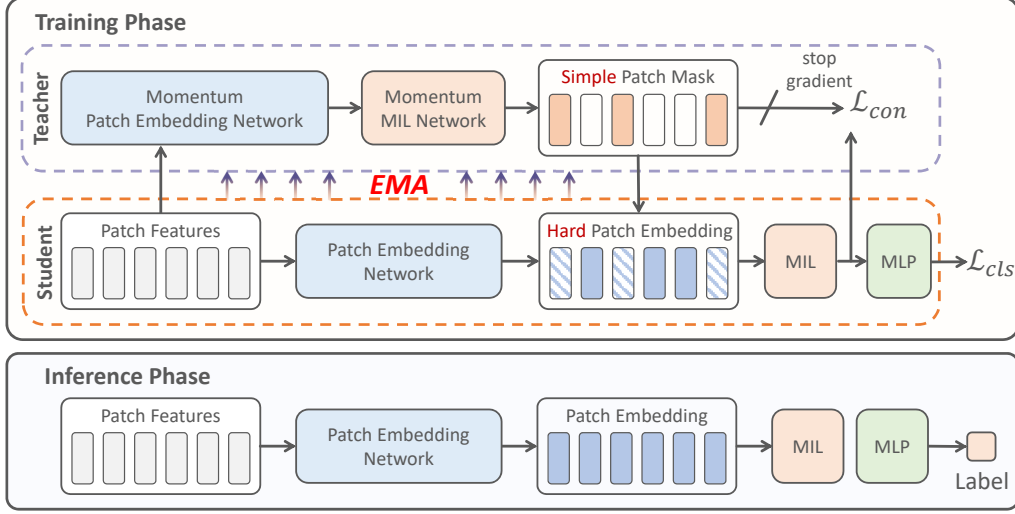 Training Phase
Teacher
Momentum
Patch Embedding Network
Momentum
MIL Network
Simple Patch Mask
stop
gradient
ℒcon
EMA
Student
Patch Features
Patch Embedding
Network
Hard Patch Embedding
MIL
MLP
ℒcls
Inference Phase
Patch Features
Patch Embedding
Network
Patch Embedding
MIL
MLP
Label